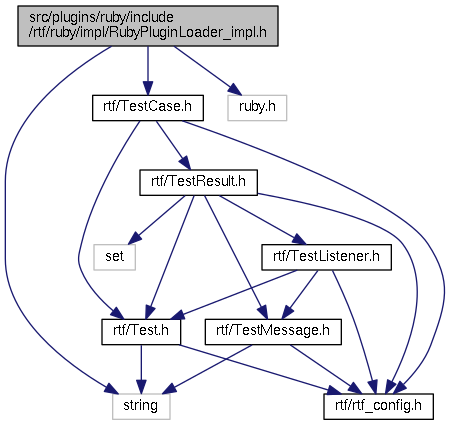 src/plugins/ruby/include
/rtf/ruby/impl/RubyPluginLoader_impl.h
rtf/TestCase.h
ruby.h
rtf/TestResult.h
set
rtf/TestListener.h
rtf/Test.h
rtf/TestMessage.h
string
rtf/rtf_config.h